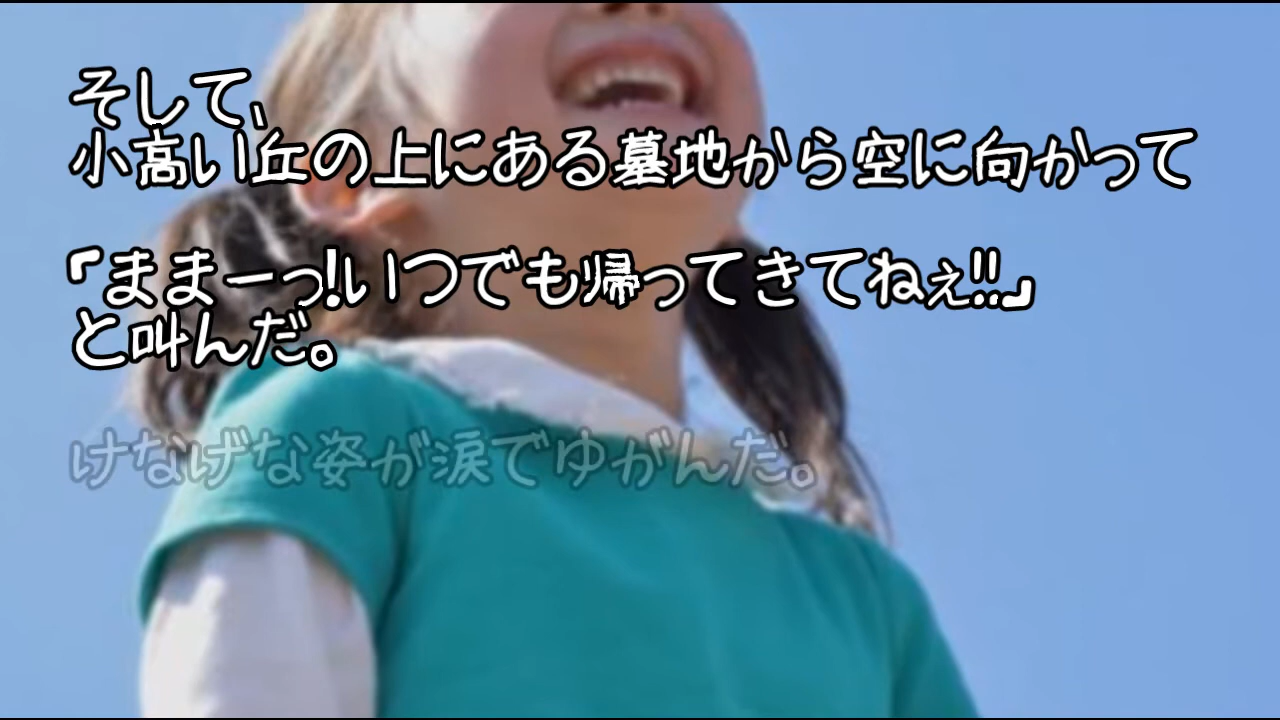 そして、
小高い丘の上にある墓地から空に向かって
『ままーっ!いつでも帰ってきてねぇ!!』
と叫んだ。
けなげな姿が涙でゆがんだ。